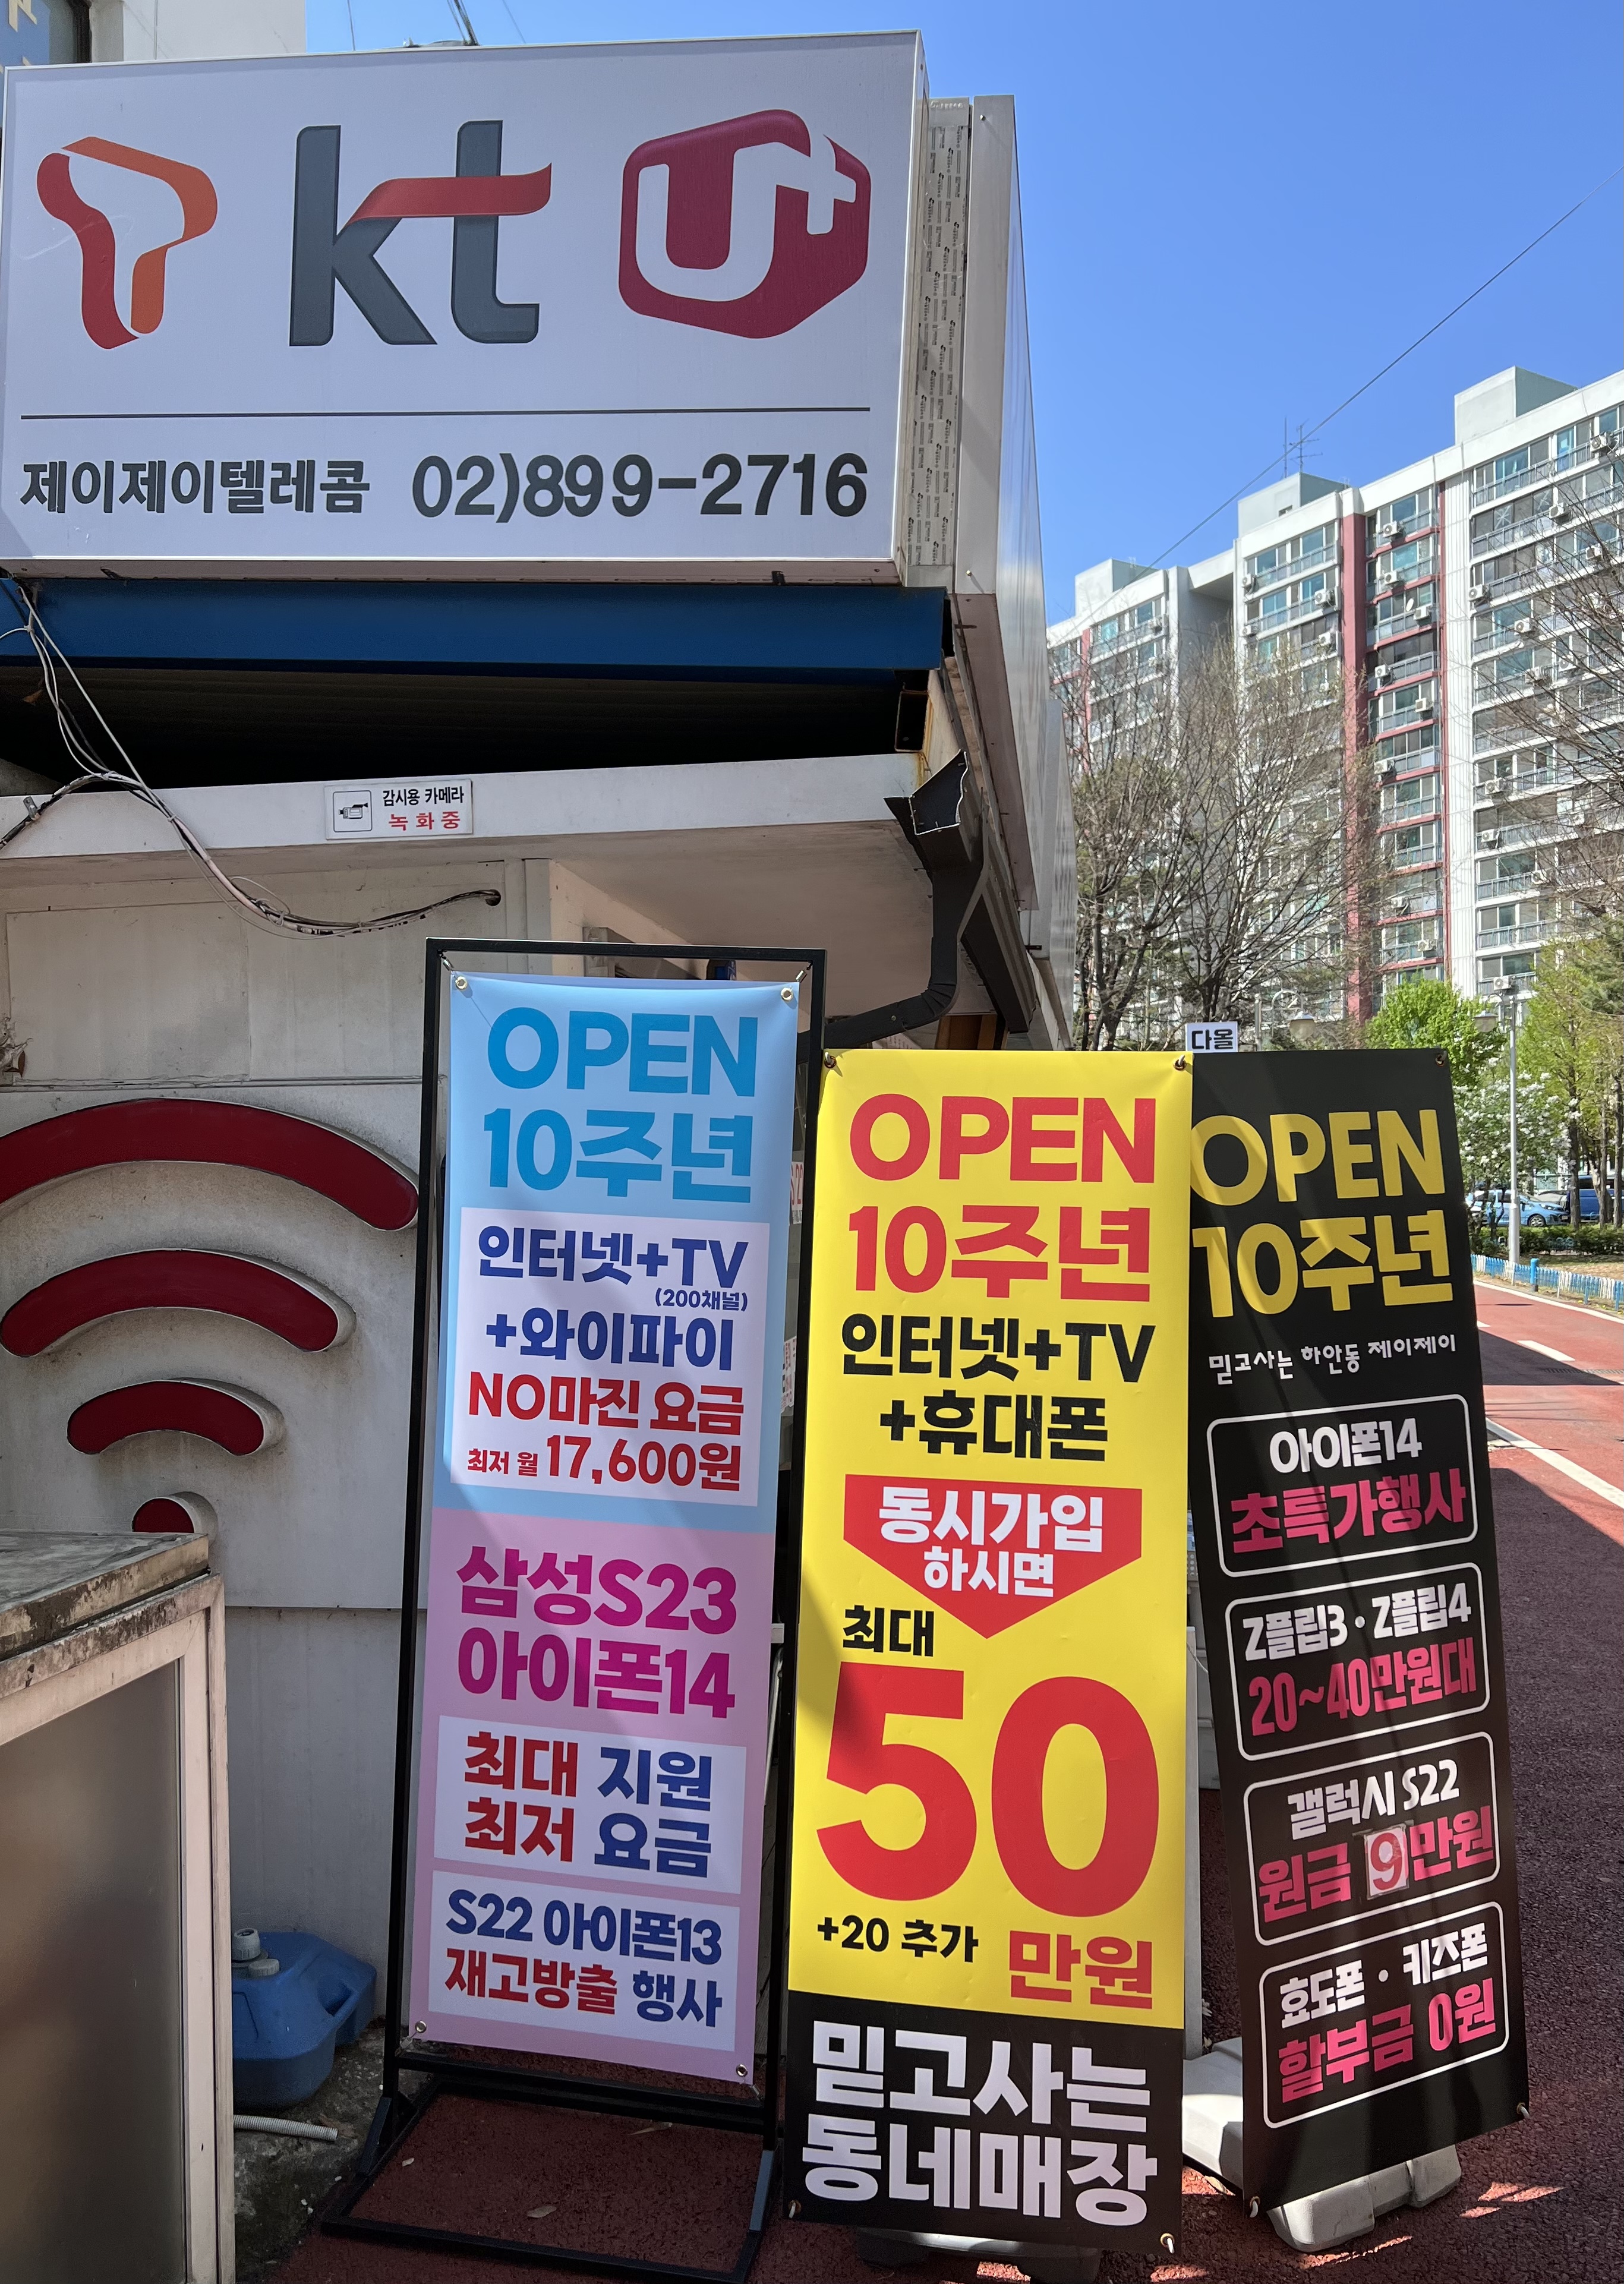 kt U+
제이제이텔레콤 02)899-2716
감시용 카메라
녹화중
OPEN
10주년
인터넷+TV
(200채널)
+와이파이
NO마진 요금
최저 월 17,600원
삼성S23
아이폰14
최대 지원
최저 요금
S22 아이폰13
재고방출 행사
OPEN
10주년
인터넷+TV
+휴대폰
동시가입
하시면
최대
50
+20 추가 만원
믿고사는
동네매장
다올
OPEN
10주년
믿고사는 하안동 제이제이
아이폰14
초특가행사
Z플립3 · Z플립4
20~40만원대
갤럭시 S22
원금 9만원
효도폰 · 키즈폰
할부금 0원